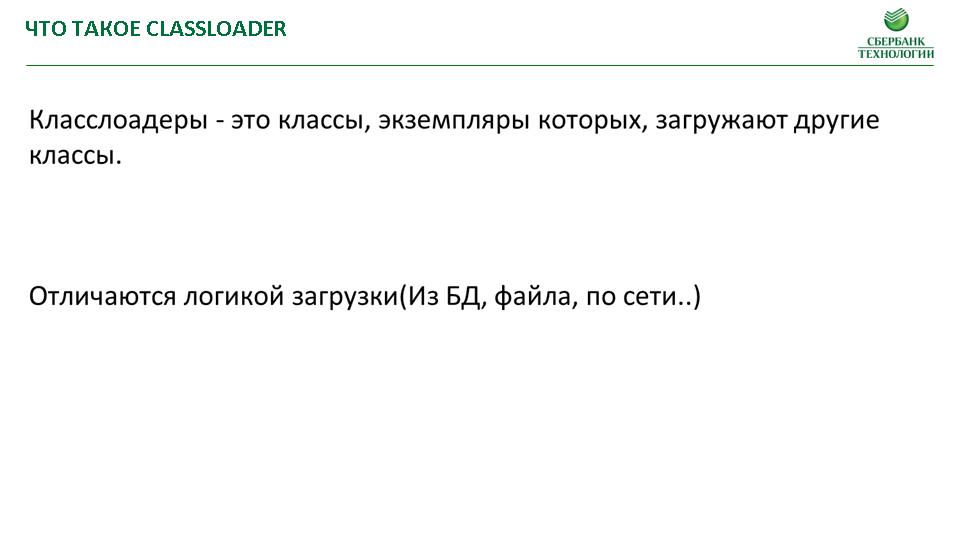 ЧТО ТАКОЕ CLASSLOADER
СБЕРБАНК
ТЕХНОЛОГИИ
Класслоадеры - это классы, экземпляры которых, загружают другие
классы.
Отличаются логикой загрузки(Из БД, файла, по сети..)